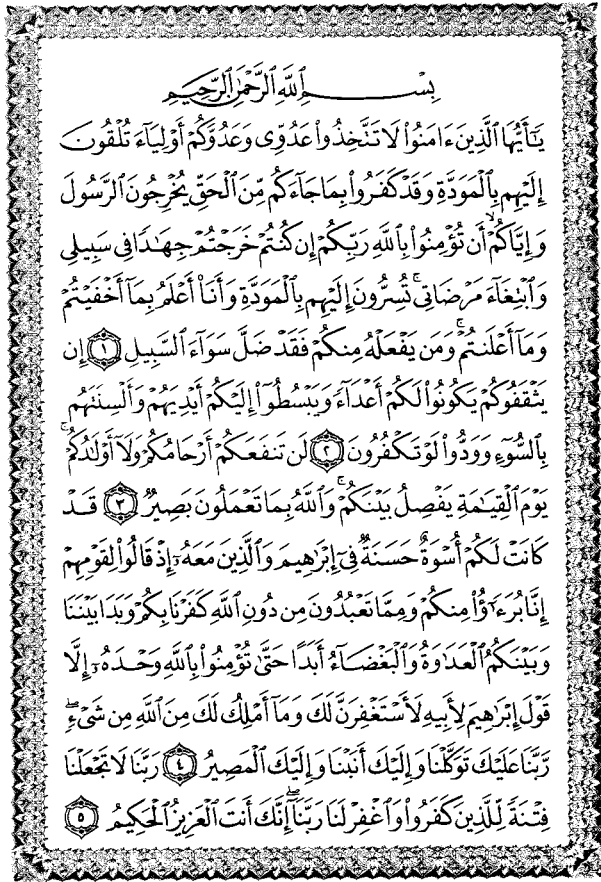 بِسْمِ ٱللَّهِ ٱلرَّحْمَٰنِ ٱلرَّحِيمِ
يَٰٓأَيُّهَا ٱلَّذِينَ ءَامَنُوا۟ لَا تَتَّخِذُوا۟ عَدُوِّى وَعَدُوَّكُمْ أَوْلِيَآءَ تُلْقُونَ
إِلَيْهِم بِٱلْمَوَدَّةِ وَقَدْ كَفَرُوا۟ بِمَا جَآءَكُم مِّنَ ٱلْحَقِّ يُخْرِجُونَ ٱلرَّسُولَ
وَإِيَّاكُمْ ۙ أَن تُؤْمِنُوا۟ بِٱللَّهِ رَبِّكُمْ إِن كُنتُمْ خَرَجْتُمْ جِهَٰدًا فِى سَبِيلِى
وَٱبْتِغَآءَ مَرْضَاتِى ۚ تُسِرُّونَ إِلَيْهِم بِٱلْمَوَدَّةِ وَأَنَا۠ أَعْلَمُ بِمَآ أَخْفَيْتُمْ
وَمَآ أَعْلَنتُمْ ۚ وَمَن يَفْعَلْهُ مِنكُمْ فَقَدْ ضَلَّ سَوَآءَ ٱلسَّبِيلِ ١ إِن
يَثْقَفُوكُمْ يَكُونُوا۟ لَكُمْ أَعْدَآءً وَيَبْسُطُوٓا۟ إِلَيْكُمْ أَيْدِيَهُمْ وَأَلْسِنَتَهُم
بِٱلسُّوٓءِ وَوَدُّوا۟ لَوْ تَكْفُرُونَ ٢ لَن تَنفَعَكُمْ أَرْحَامُكُمْ وَلَآ أَوْلَٰدُكُمْ ۚ
يَوْمَ ٱلْقِيَٰمَةِ يَفْصِلُ بَيْنَكُمْ ۚ وَٱللَّهُ بِمَا تَعْمَلُونَ بَصِيرٌ ٣ قَدْ
كَانَتْ لَكُمْ أُسْوَةٌ حَسَنَةٌ فِىٓ إِبْرَٰهِيمَ وَٱلَّذِينَ مَعَهُۥٓ إِذْ قَالُوا۟ لِقَوْمِهِمْ
إِنَّا بُرَءَٰٓؤُا۟ مِنكُمْ وَمِمَّا تَعْبُدُونَ مِن دُونِ ٱللَّهِ كَفَرْنَا بِكُمْ وَبَدَا بَيْنَنَا
وَبَيْنَكُمُ ٱلْعَدَٰوَةُ وَٱلْبَغْضَآءُ أَبَدًا حَتَّىٰ تُؤْمِنُوا۟ بِٱللَّهِ وَحْدَهُۥٓ إِلَّا
قَوْلَ إِبْرَٰهِيمَ لِأَبِيهِ لَأَسْتَغْفِرَنَّ لَكَ وَمَآ أَمْلِكُ لَكَ مِنَ ٱللَّهِ مِن شَىْءٍ ۖ
رَّبَّنَا عَلَيْكَ تَوَكَّلْنَا وَإِلَيْكَ أَنَبْنَا وَإِلَيْكَ ٱلْمَصِيرُ ٤ رَبَّنَا لَا تَجْعَلْنَا
فِتْنَةً لِّلَّذِينَ كَفَرُوا۟ وَٱغْفِرْ لَنَا رَبَّنَآ ۖ إِنَّكَ أَنتَ ٱلْعَزِيزُ ٱلْحَكِيمُ ٥